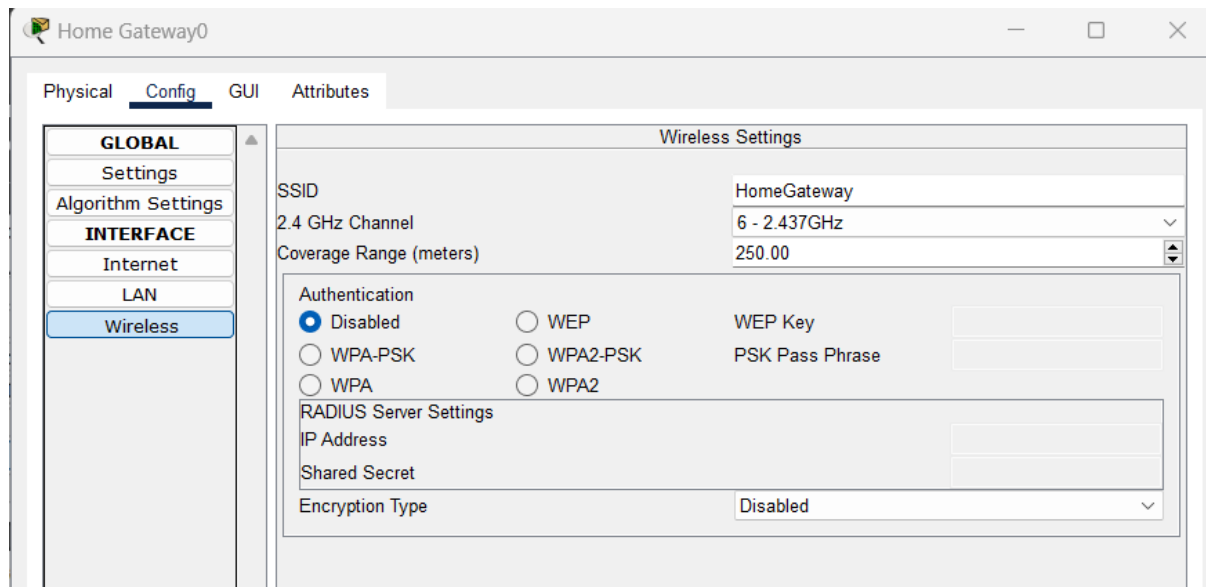 Home Gateway0
Physical Config GUI Attributes
GLOBAL
Settings
Algorithm Settings
INTERFACE
Internet
LAN
Wireless
Wireless Settings
SSID HomeGateway
2.4 GHz Channel 6 - 2.437GHz
Coverage Range (meters) 250.00
Authentication
Disabled WEP WEP Key
WPA-PSK WPA2-PSK PSK Pass Phrase
WPA WPA2
RADIUS Server Settings
IP Address
Shared Secret
Encryption Type Disabled